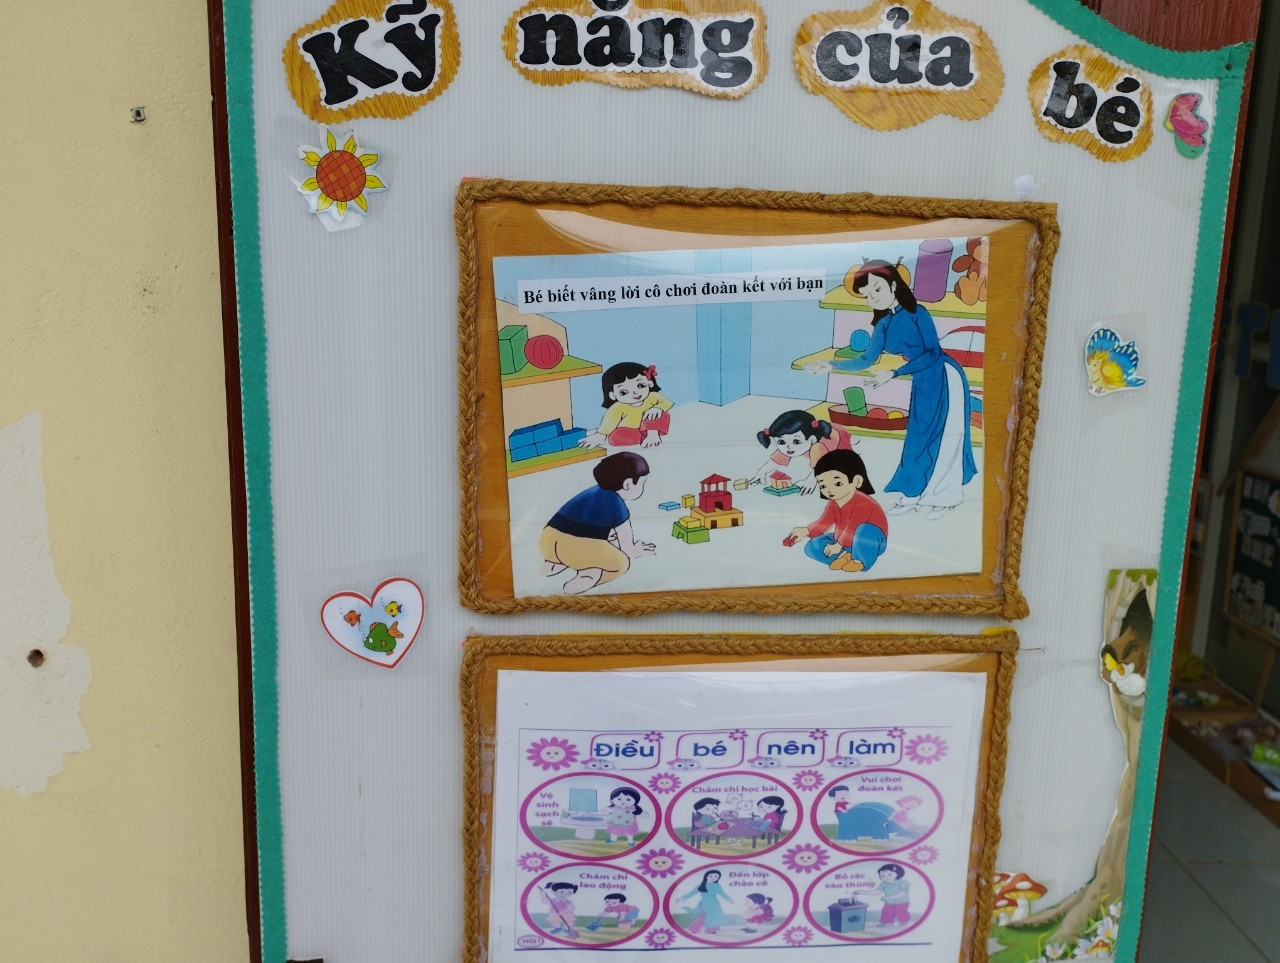 Kỹ năng của bé
Bé biết vâng lời cô chơi đoàn kết với bạn
Điều bé nên làm
Vệ
sinh
sạch
sẽ
Chăm chỉ học bài
Vui chơi
đoàn kết
Chăm chỉ
lao động
Đến lớp
chào cô
Bỏ rác
vào thùng